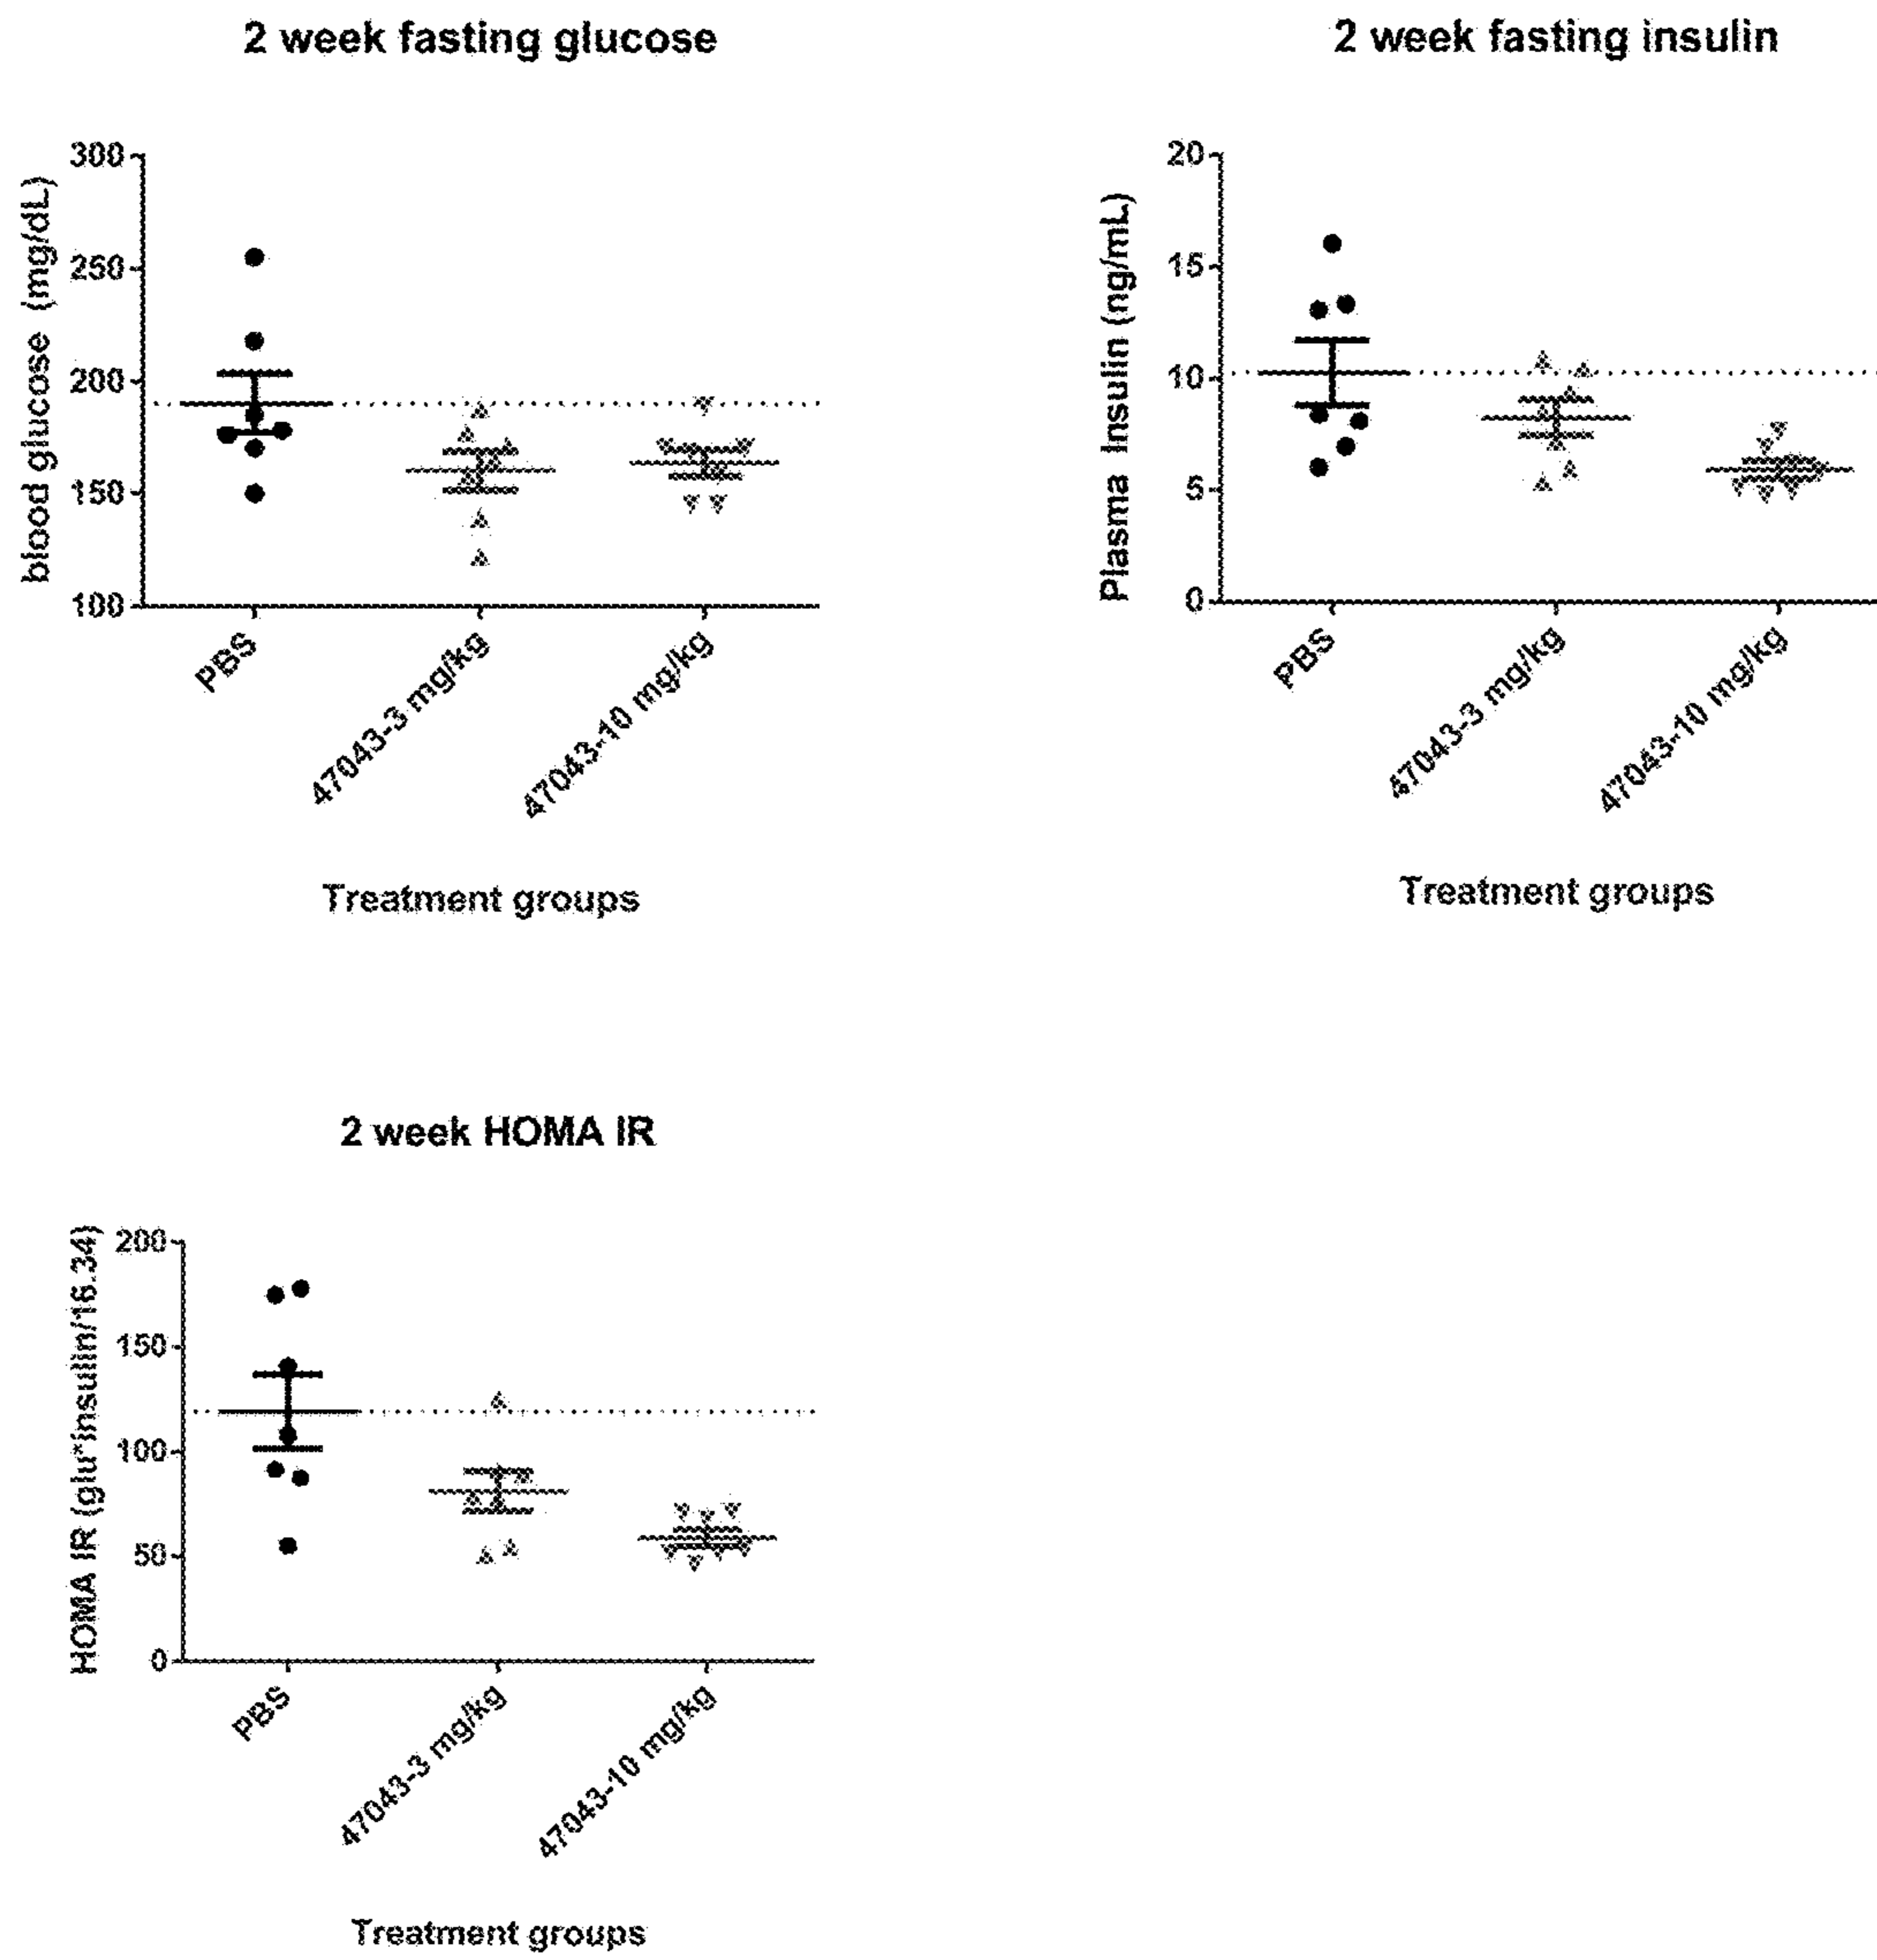 2 week fasting glucose
blood glucose (mg/dL)
300
250
200
150
100
PBS
47043-3 mg/kg
47043-10 mg/kg
Treatment groups
2 week fasting insulin
Plasma Insulin (ng/mL)
20
15
10
5
0
PBS
47043-3 mg/kg
47043-10 mg/kg
Treatment groups
2 week HOMA IR
HOMA IR (glu*insulin/16.34)
200
150
100
50
0
PBS
47043-3 mg/kg
47043-10 mg/kg
Treatment groups